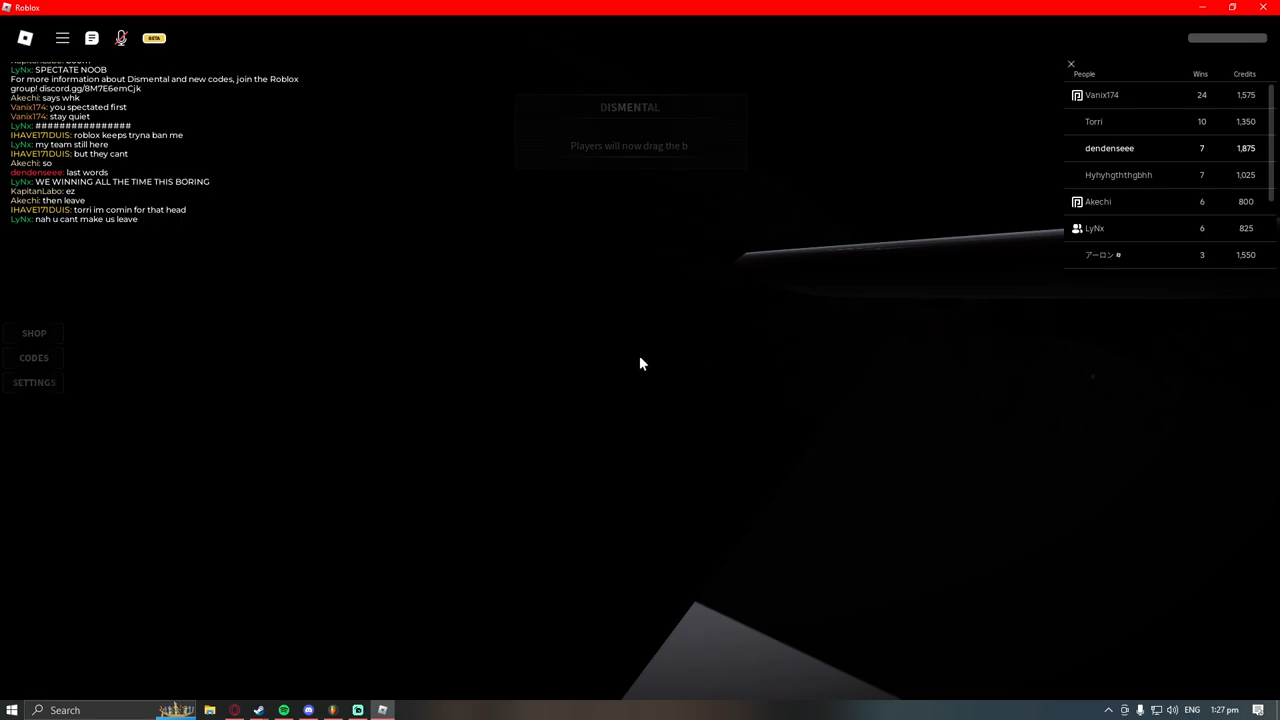 Roblox
BETA
LyNx: SPECTATE NOOB
For more information about Dismental and new codes, join the Roblox
group! discord.gg/8M7E6emCjk
Akechi: says whk
Vanix174: you spectated first
Vanix174: stay quiet
LyNx: ################
IHAVE171DUIS: roblox keeps tryna ban me
LyNx: my team still here
IHAVE171DUIS: but they cant
Akechi: so
dendenseee: last words
LyNx: WE WINNING ALL THE TIME THIS BORING
KapitanLabo: ez
Akechi: then leave
IHAVE171DUIS: torri im comin for that head
LyNx: nah u cant make us leave
DISMENTAL
Players will now drag the b
People Wins Credits
Vanix174 24 1,575
Torri 10 1,350
dendenseee 7 1,875
Hyhyhgththgbhh 7 1,025
Akechi 6 800
LyNx 6 825
アーロン 3 1,550
SHOP
CODES
SETTINGS
Search
ENG
1:27 pm